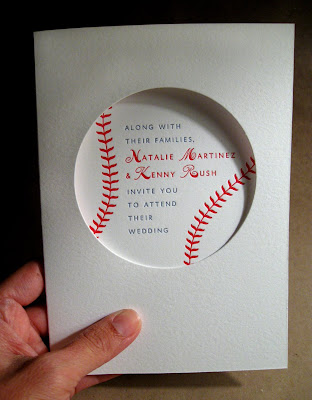 ALONG WITH
THEIR FAMILIES,
NATALIE MARTINEZ
& KENNY RUSH
INVITE YOU
TO ATTEND
THEIR
WEDDING